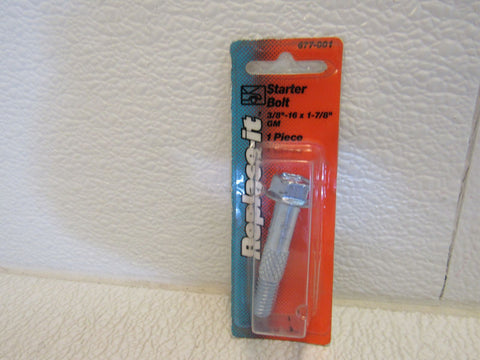 677-001
Starter
Bolt
3/8"-16 x 1-7/8"
GM
1 Piece
Replace-it